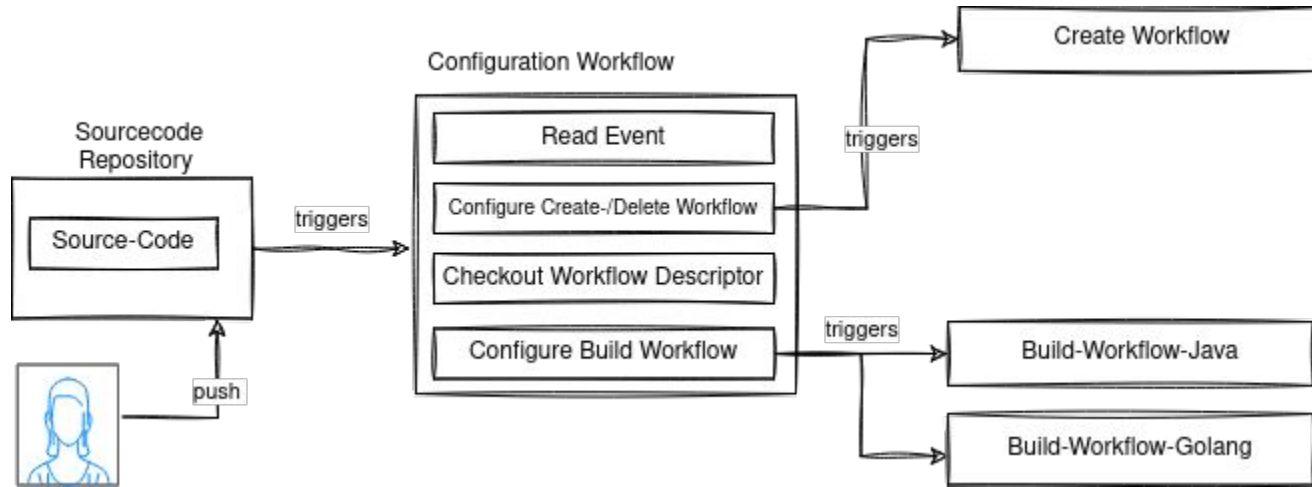 Sourcecode
Repository
Source-Code
push
triggers
Configuration Workflow
Read Event
Configure Create-/Delete Workflow
Checkout Workflow Descriptor
Configure Build Workflow
triggers
Create Workflow
triggers
Build-Workflow-Java
Build-Workflow-Golang